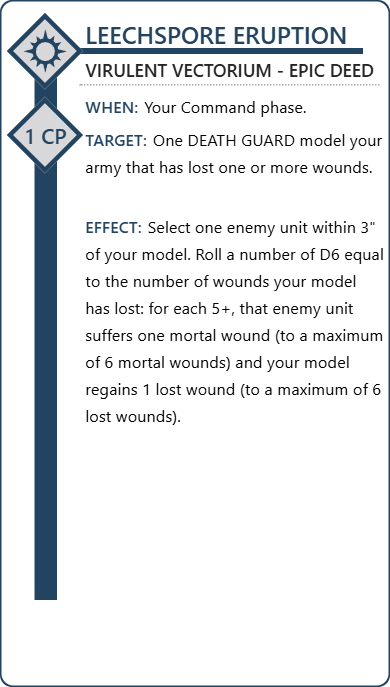 LEECHSPORE ERUPTION
VIRULENT VECTORIUM - EPIC DEED
WHEN: Your Command phase.
1 CP
TARGET: One DEATH GUARD model your
army that has lost one or more wounds.
EFFECT: Select one enemy unit within 3"
of your model. Roll a number of D6 equal
to the number of wounds your model
has lost: for each 5+, that enemy unit
suffers one mortal wound (to a maximum
of 6 mortal wounds) and your model
regains 1 lost wound (to a maximum of 6
lost wounds).